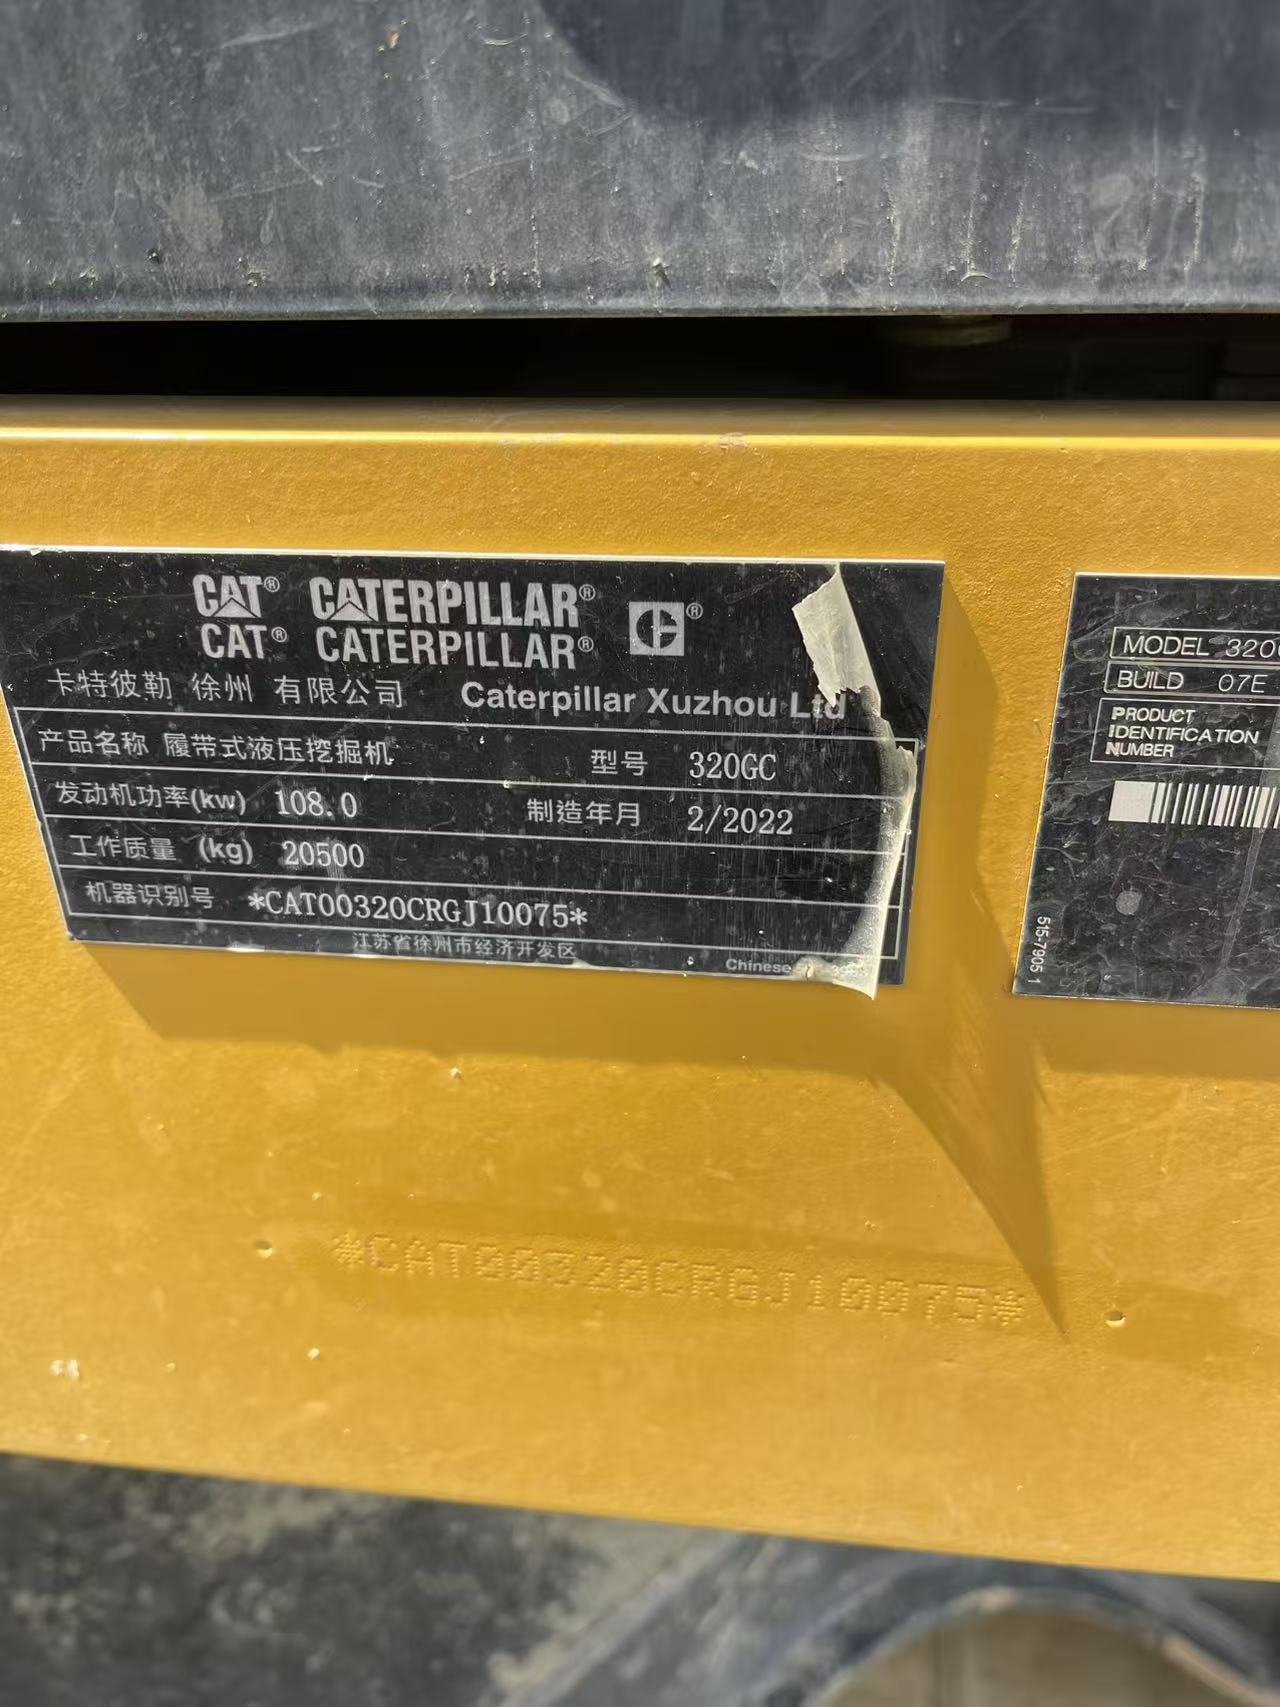 CAT® CATERPILLAR®
CAT® CATERPILLAR®
卡特彼勒 徐州 有限公司 Caterpillar Xuzhou Ltd
产品名称 履带式液压挖掘机 型号 320GC
发动机功率(kw) 108.0 制造年月 2/2022
工作质量 (kg) 20500
机器识别号 *CAT00320CRGJ10075*
江苏省徐州市经济开发区
Chinese
MODEL 320
BUILD 07E
PRODUCT
IDENTIFICATION
NUMBER
515-7905 1
*CAT00320CRGJ10075*